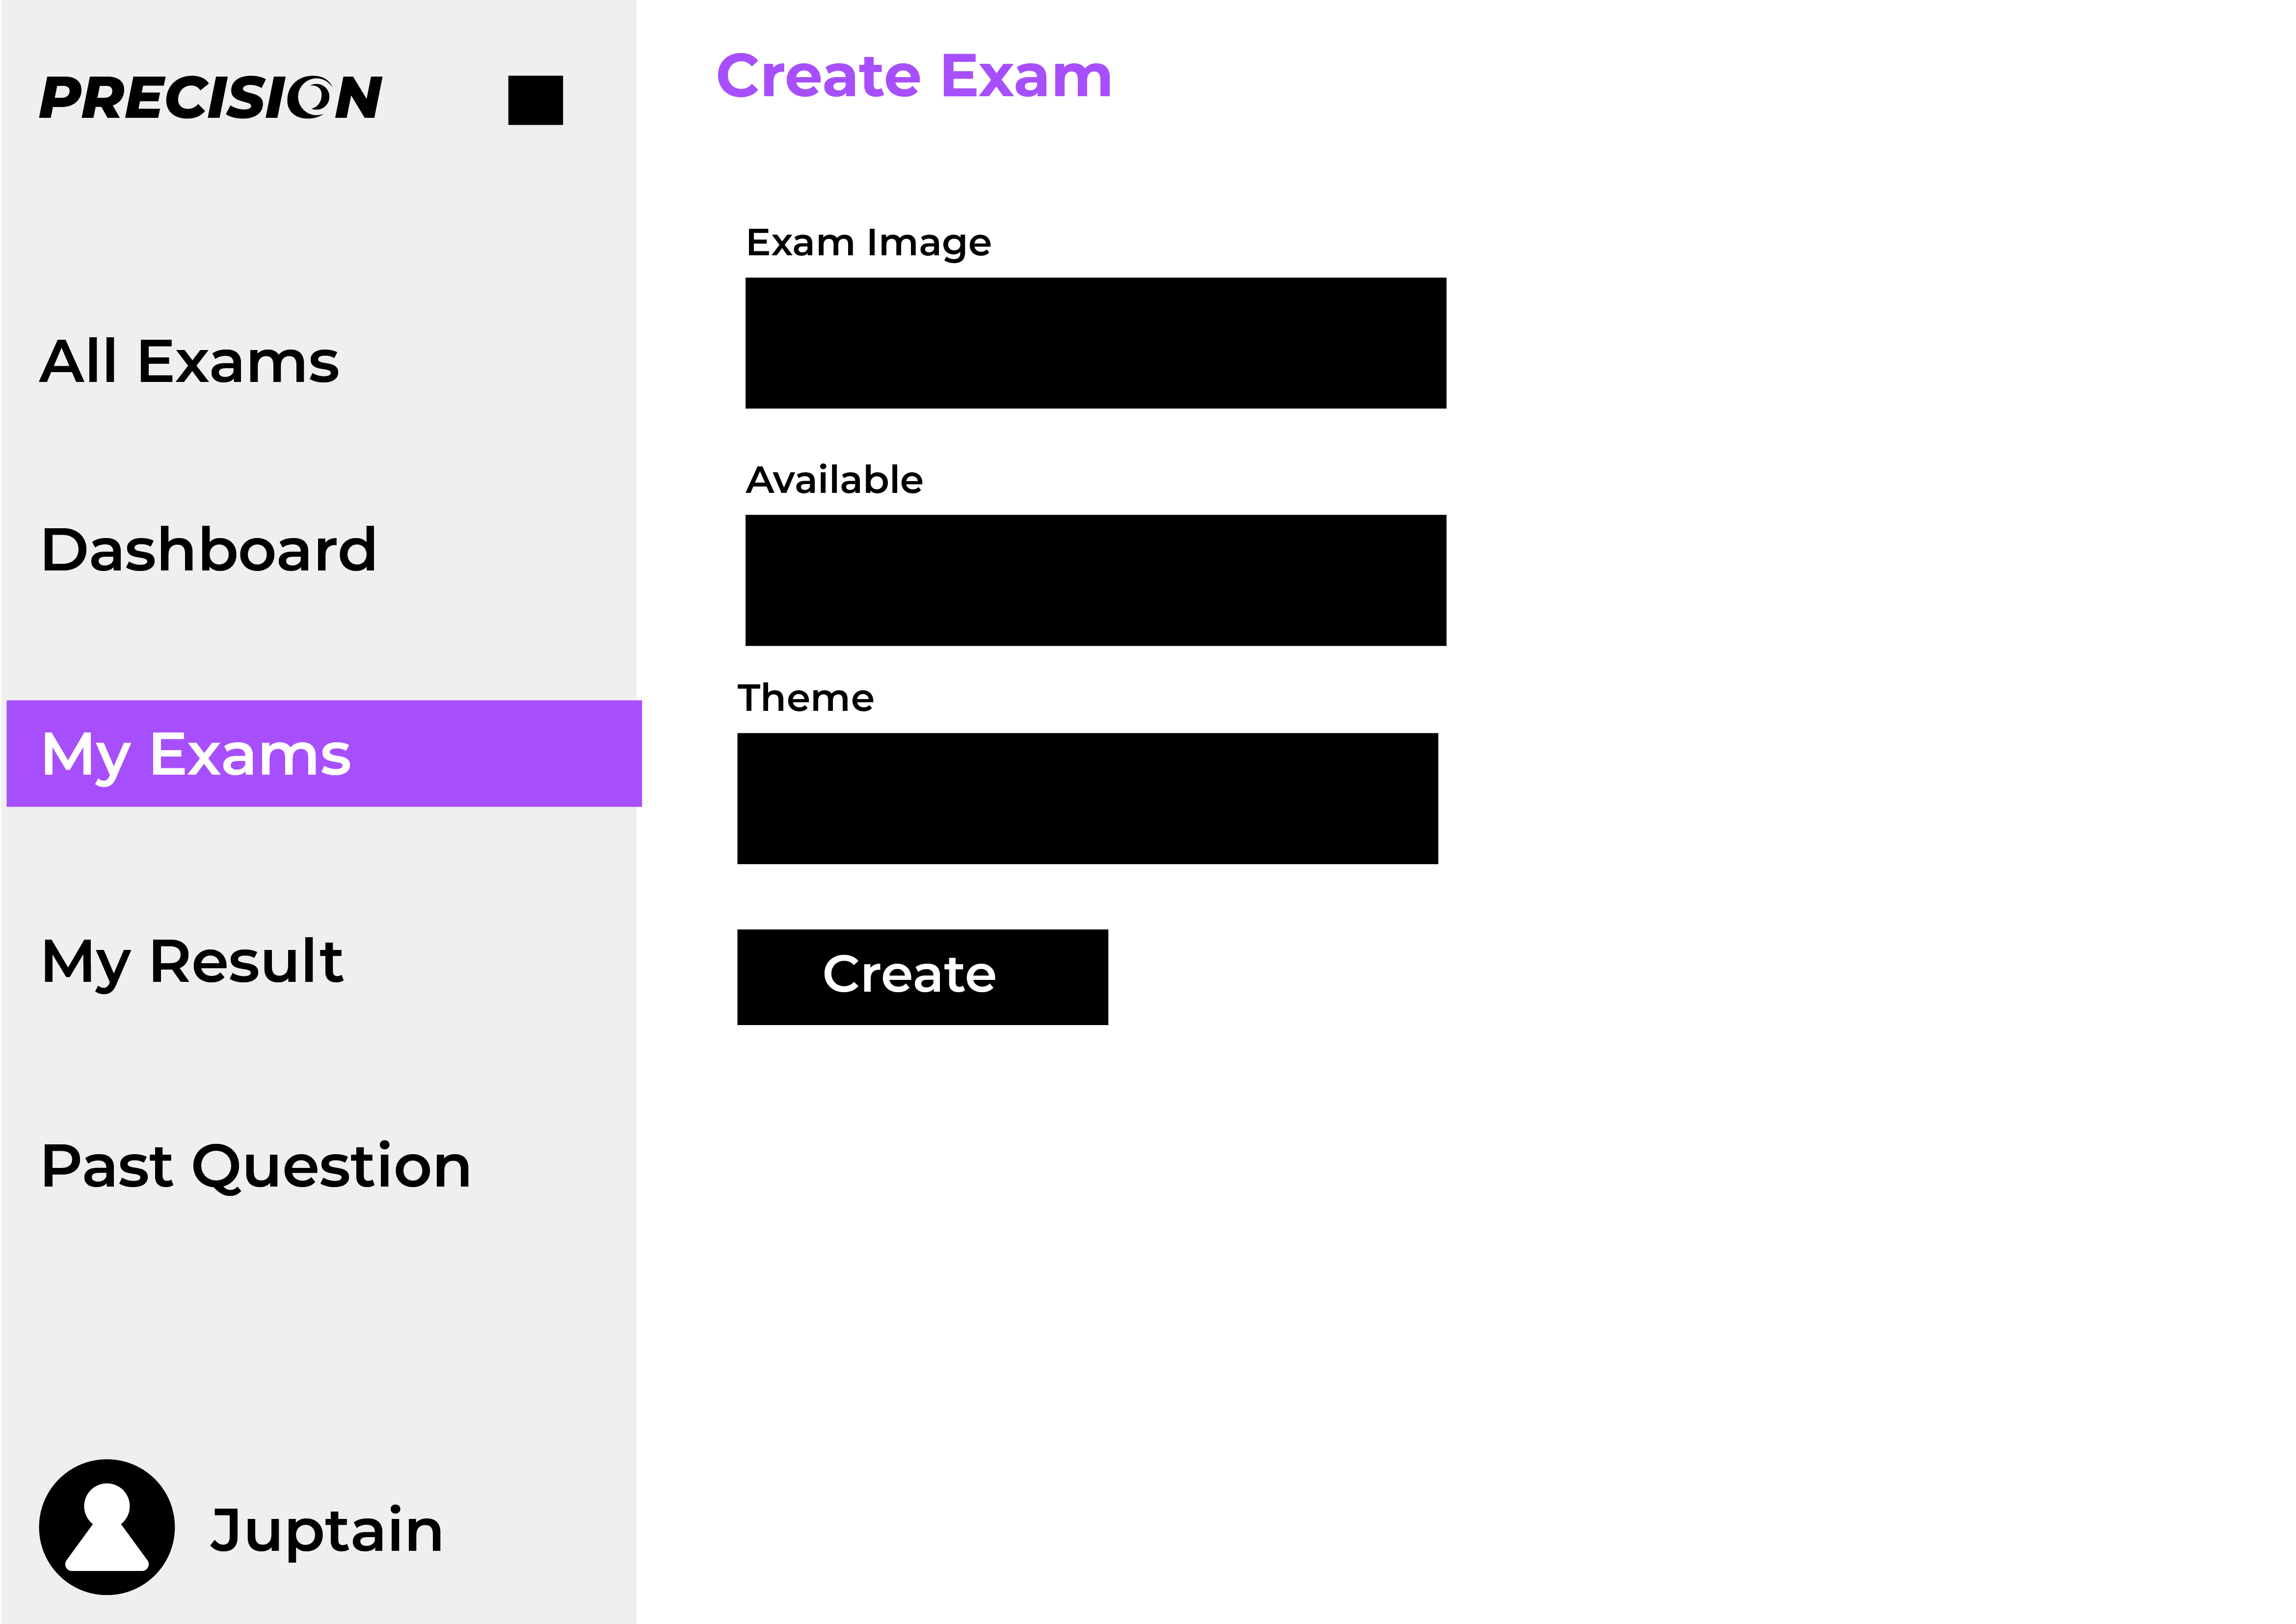 PRECISION
All Exams
Dashboard
My Exams
My Result
Past Question
Juptain
Create Exam
Exam Image
Available
Theme
Create